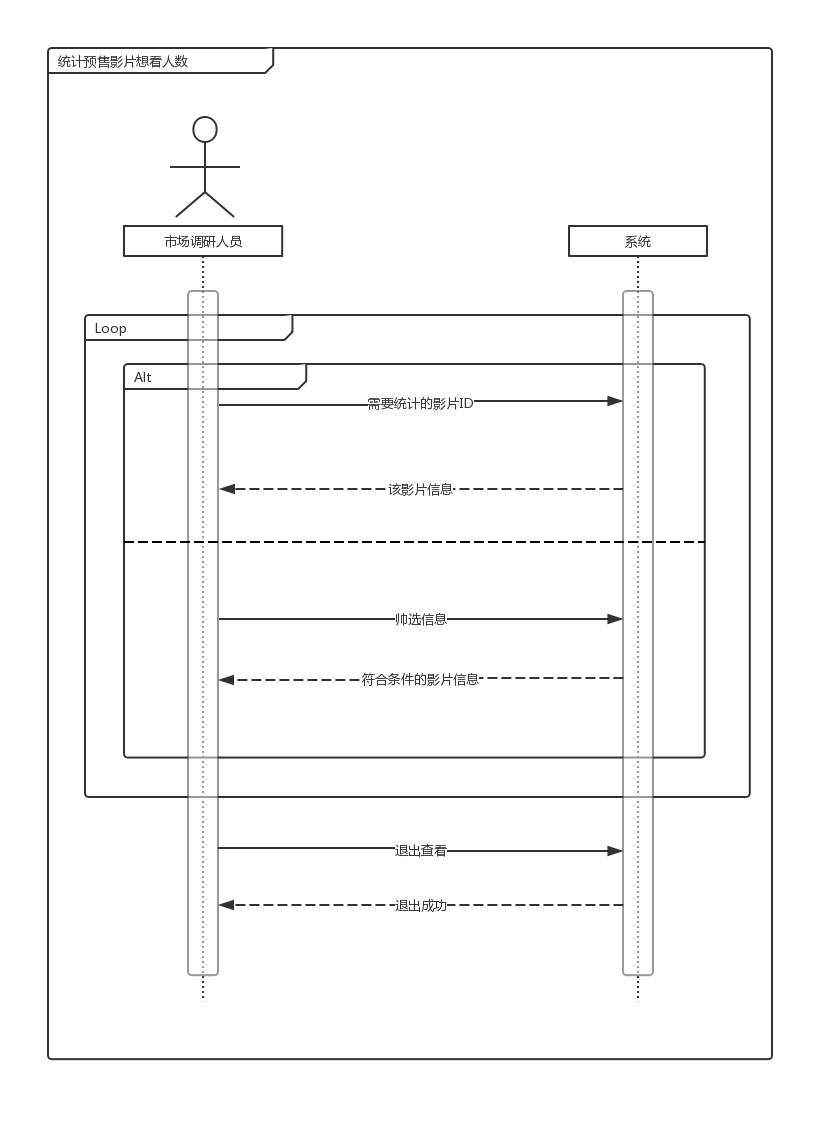 统计预售影片想看人数
市场调研人员
系统
Loop
Alt
需要统计的影片ID
该影片信息
帅选信息
符合条件的影片信息
退出查看
退出成功